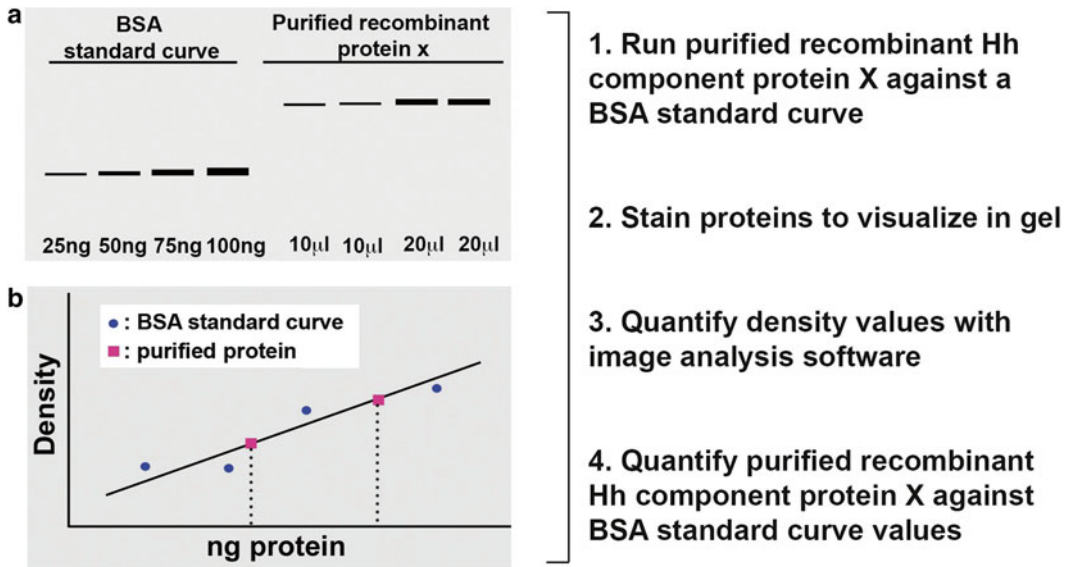 a
BSA
standard curve
Purified recombinant
protein x
25ng 50ng 75ng 100ng
10µl 10µl 20µl 20µl
b
: BSA standard curve
: purified protein
Density
ng protein
1. Run purified recombinant Hh
component protein X against a
BSA standard curve
2. Stain proteins to visualize in gel
3. Quantify density values with
image analysis software
4. Quantify purified recombinant
Hh component protein X against
BSA standard curve values